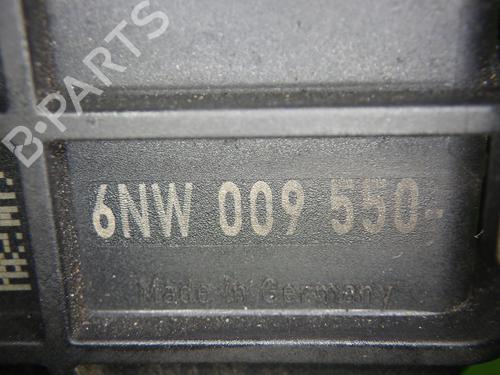 B-PARTS
6NW 009 550-
Made in Germany